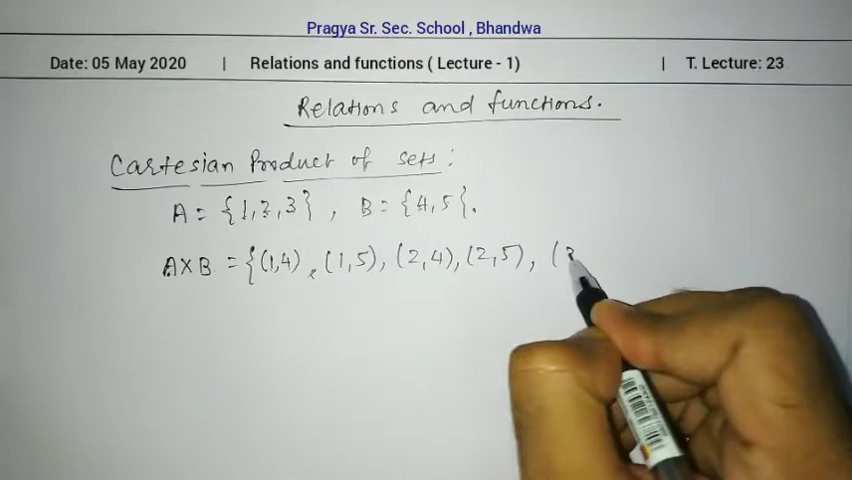 Pragya Sr. Sec. School , Bhandwa
Date: 05 May 2020 | Relations and functions ( Lecture - 1) | T. Lecture: 23
Relations and functions.
Cartesian Product of sets:
A = {1,2,3} , B = {4,5}.
A×B = {(1,4), (1,5), (2,4), (2,5), (3